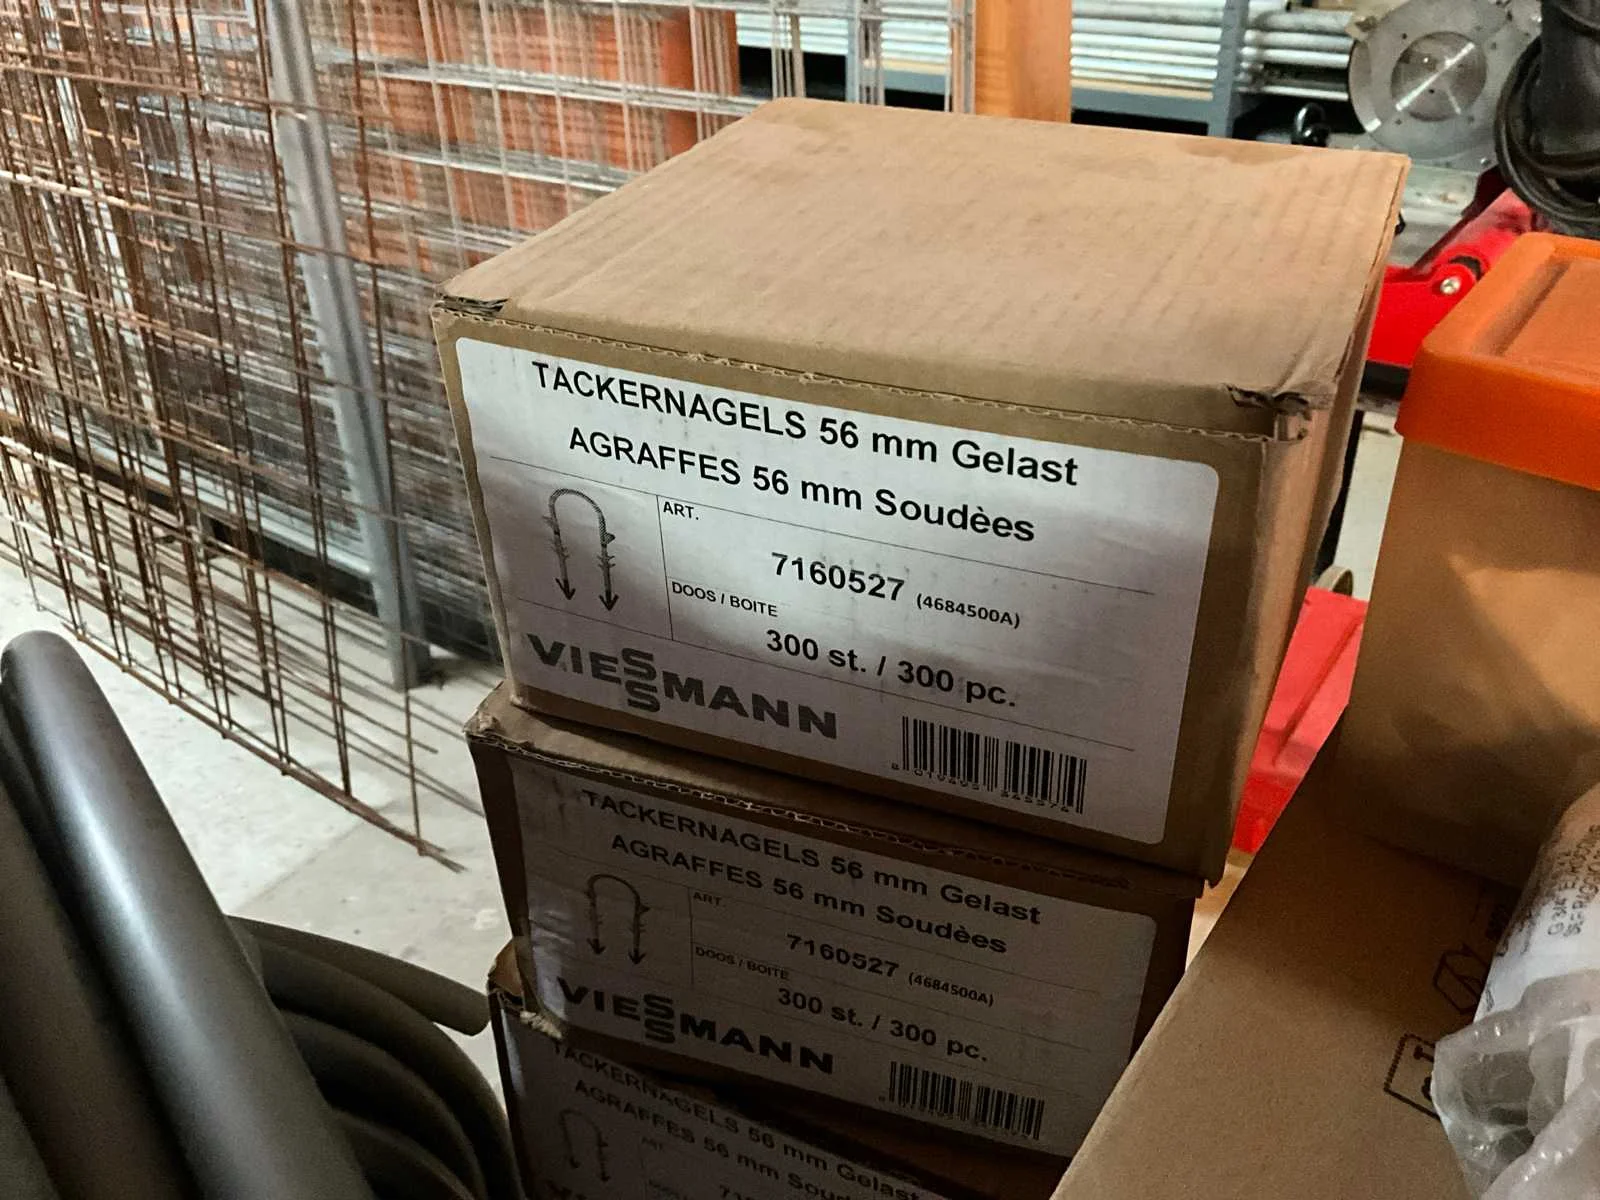 TACKERNAGELS 56 mm Gelast
AGRAFFES 56 mm Soudèes
ART.
7160527 (4684500A)
DOOS / BOITE
300 st. / 300 pc.
VIESSMANN
TACKERNAGELS 56 mm Gelast
AGRAFFES 56 mm Soudèes
ART.
7160527 (4684500A)
DOOS / BOITE
300 st. / 300 pc.
VIESSMANN
TACKERNAGELS 56 mm Gelast
AGRAFFES 56 mm
ART.